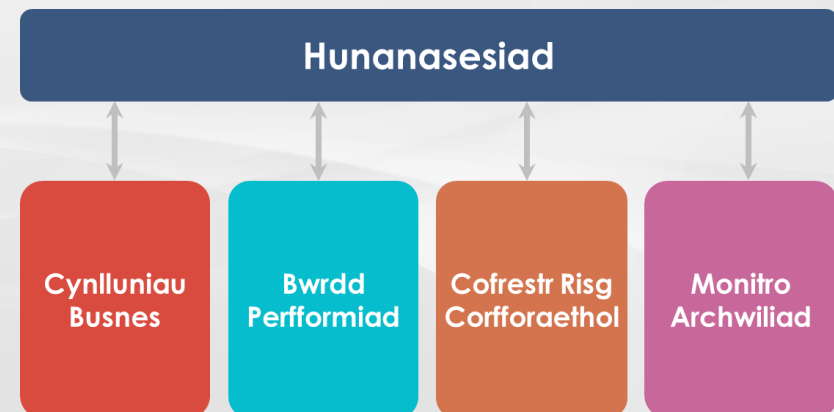 Hunanasesiad
Cynlluniau
Busnes
Bwrdd
Perfformiad
Cofrestr Risg
Corfforaethol
Monitro
Archwiliad